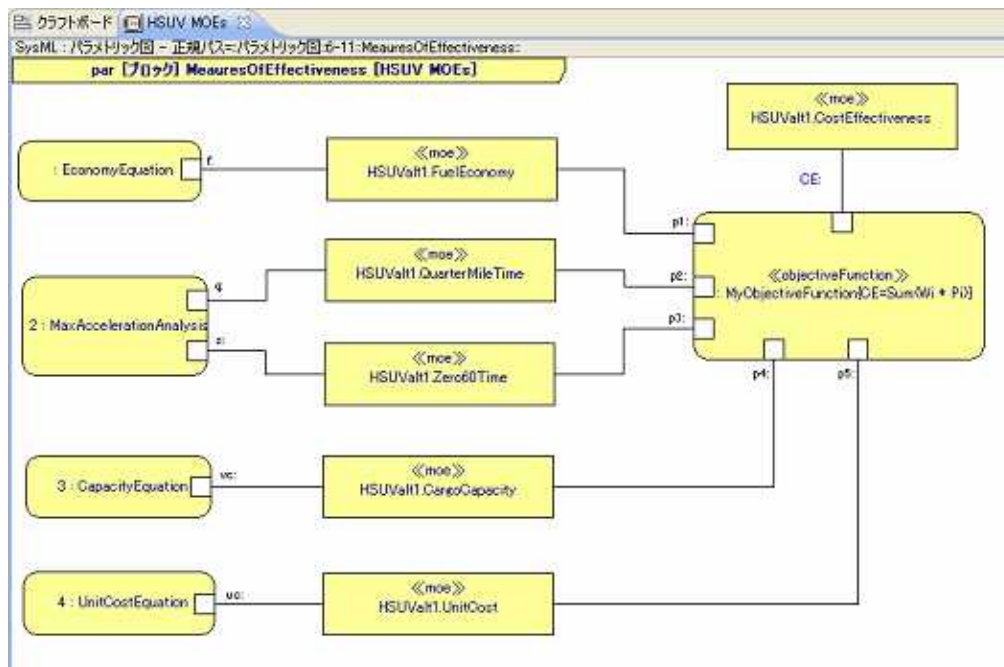 クラフトボード HSUV MOEs
SysML : パラメトリック図 - 正規パス=:パラメトリック図:6-11:MeauresOfEffectiveness:
par [ブロック] MeauresOfEffectiveness [HSUV MOEs]
≪moe≫
HSUValt1.CostEffectiveness
CE:
: EconomyEquation
f:
≪moe≫
HSUValt1.FuelEconomy
p1:
≪moe≫
HSUValt1.QuarterMileTime
q:
p2:
≪objectiveFunction≫
: MyObjectiveFunction{CE=Sum(Wi * Pi)}
2 : MaxAccelerationAnalysis
z:
p3:
≪moe≫
HSUValt1.Zero60Time
p4:
p5:
3 : CapacityEquation
vc:
≪moe≫
HSUValt1.CargoCapacity
4 : UnitCostEquation
uc:
≪moe≫
HSUValt1.UnitCost